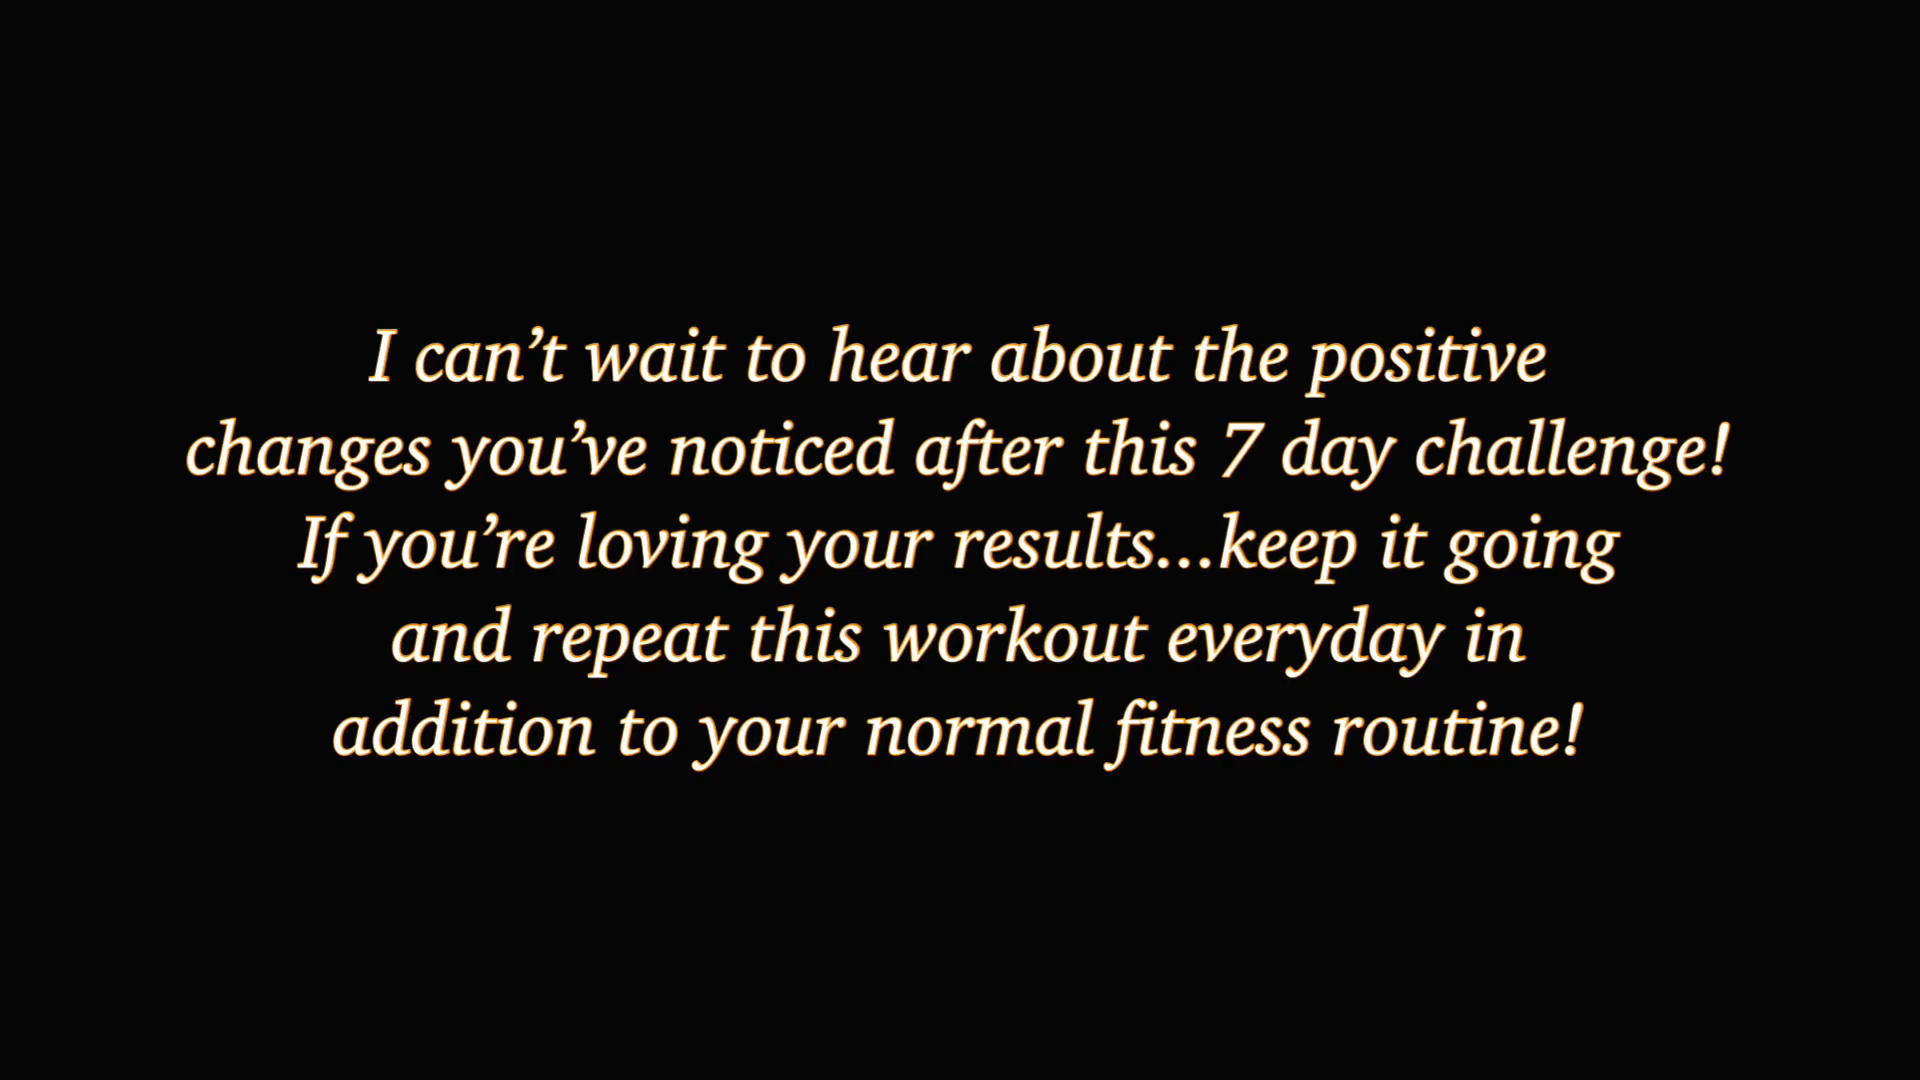 I can’t wait to hear about the positive
changes you’ve noticed after this 7 day challenge!
If you’re loving your results...keep it going
and repeat this workout everyday in
addition to your normal fitness routine!